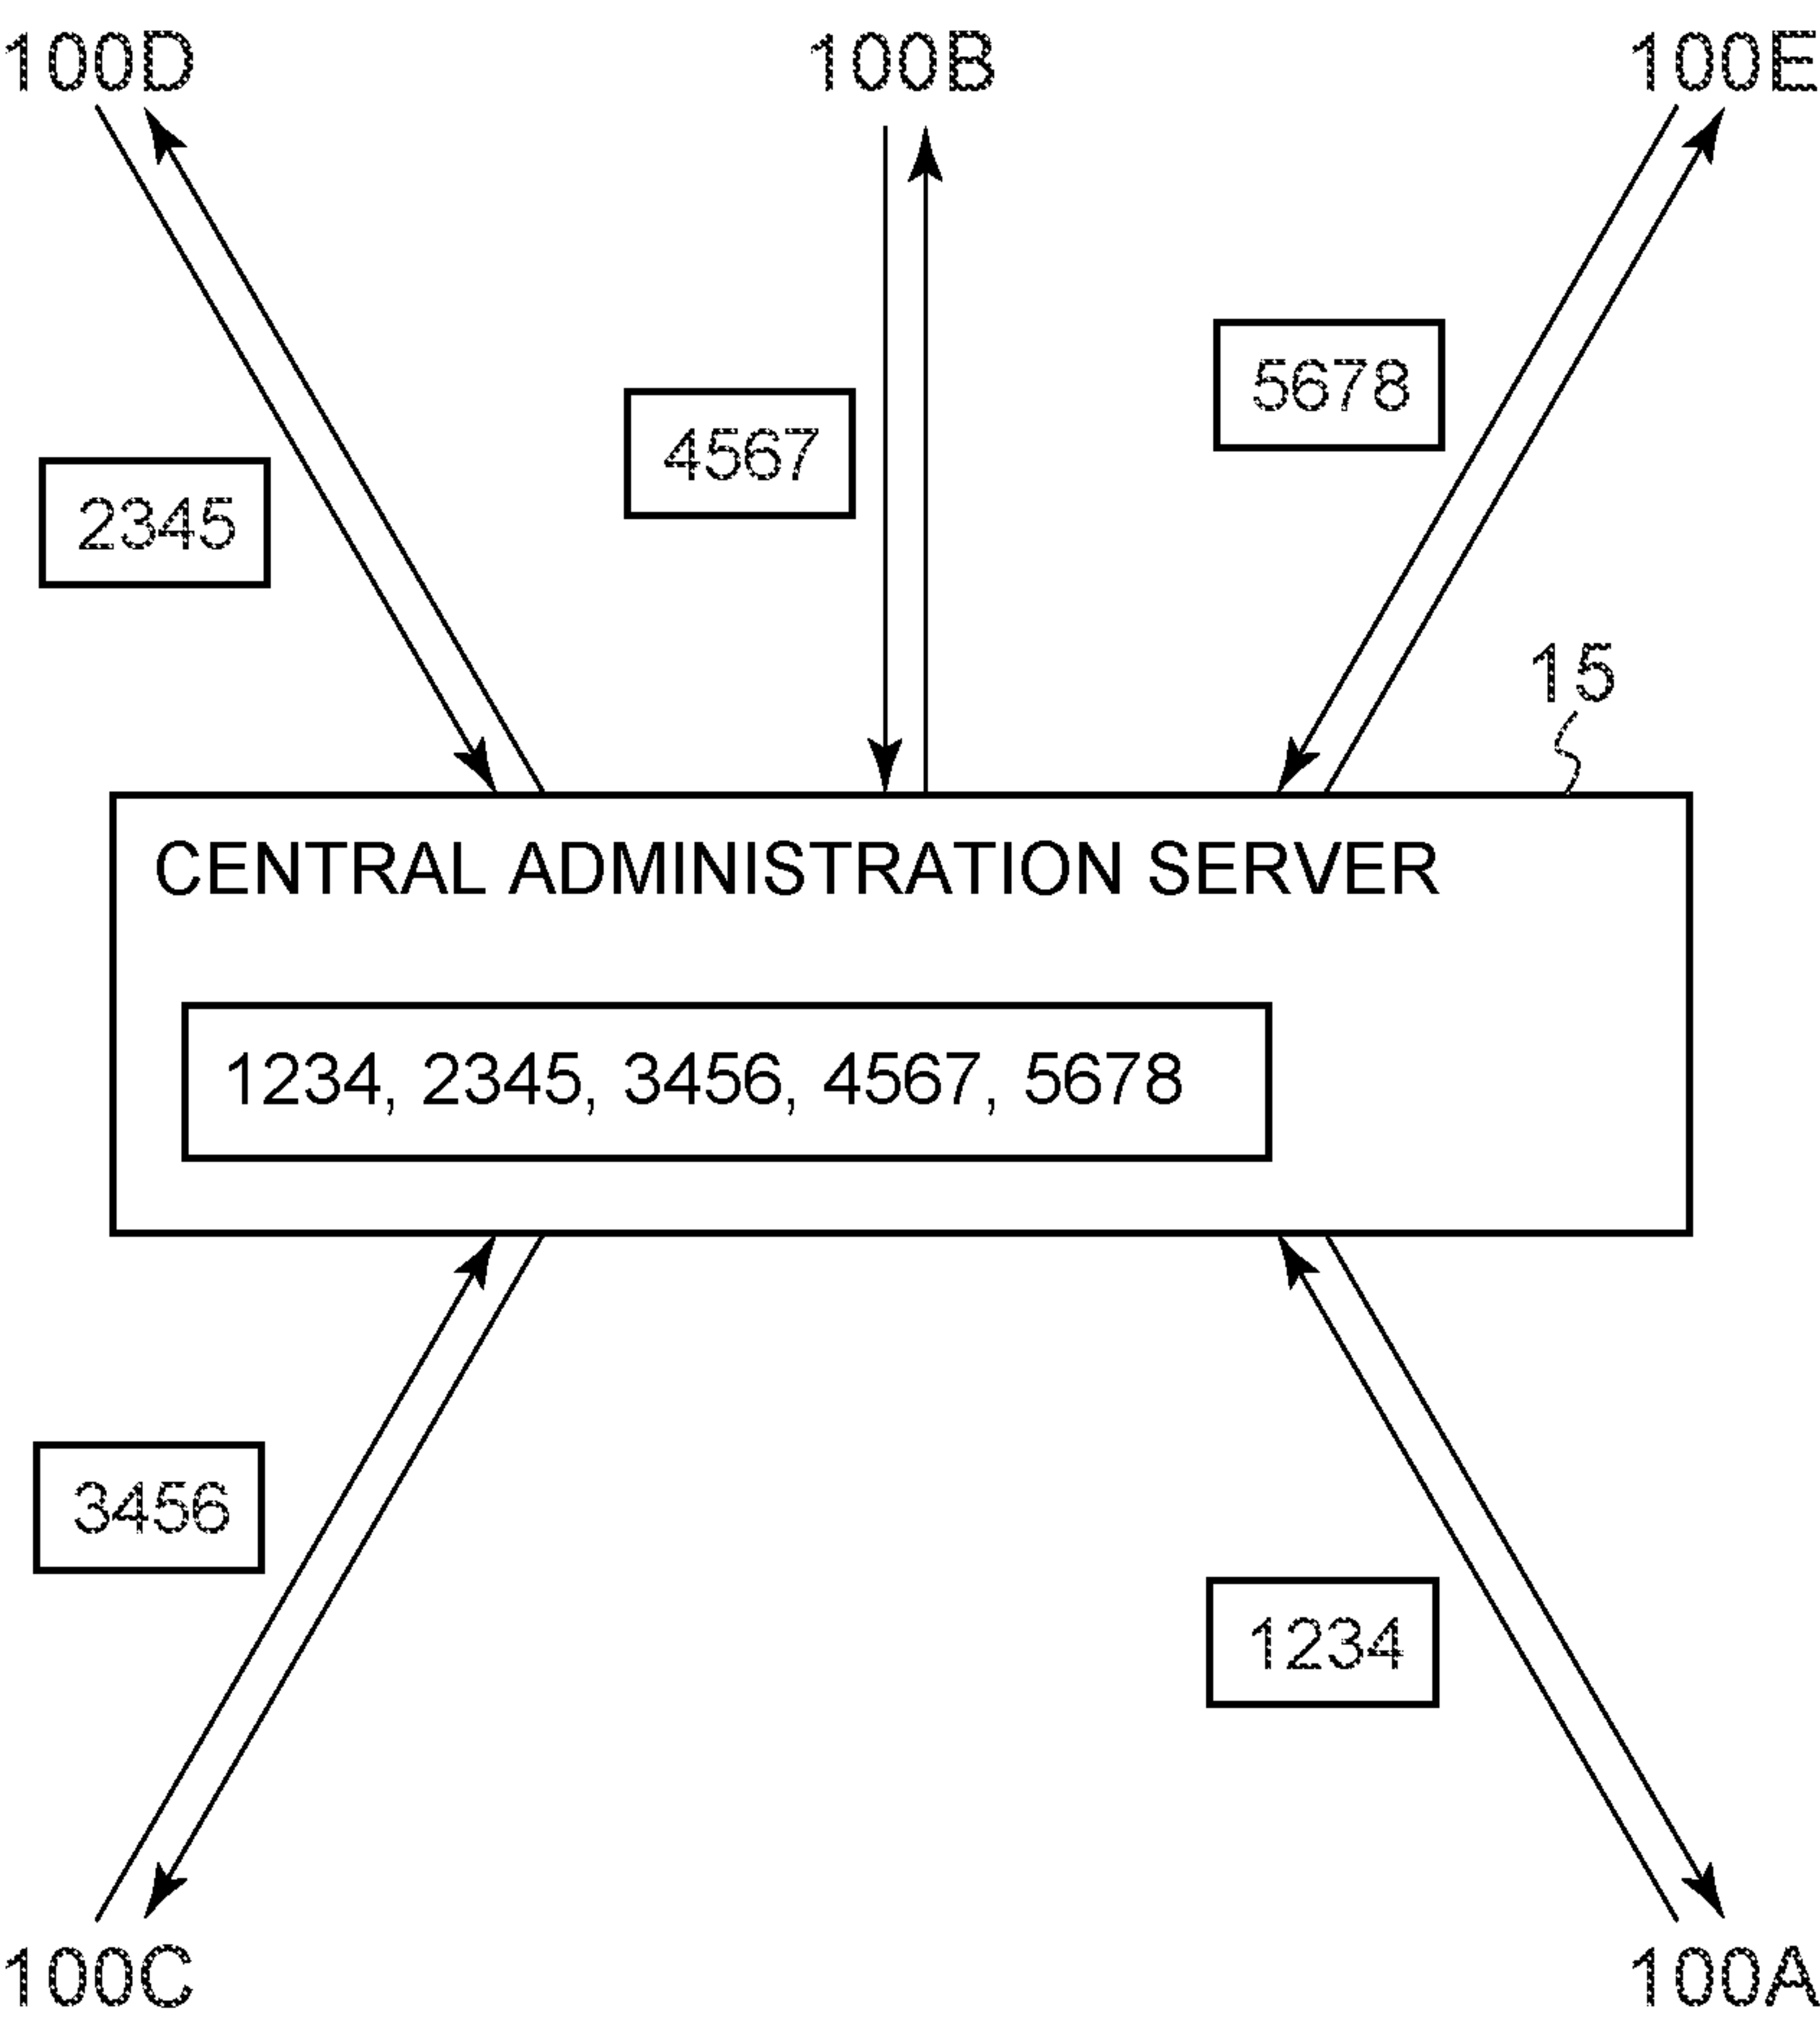 100D
100B
100E
5678
4567
2345
15
CENTRAL ADMINISTRATION SERVER
1234, 2345, 3456, 4567, 5678
3456
1234
100C
100A